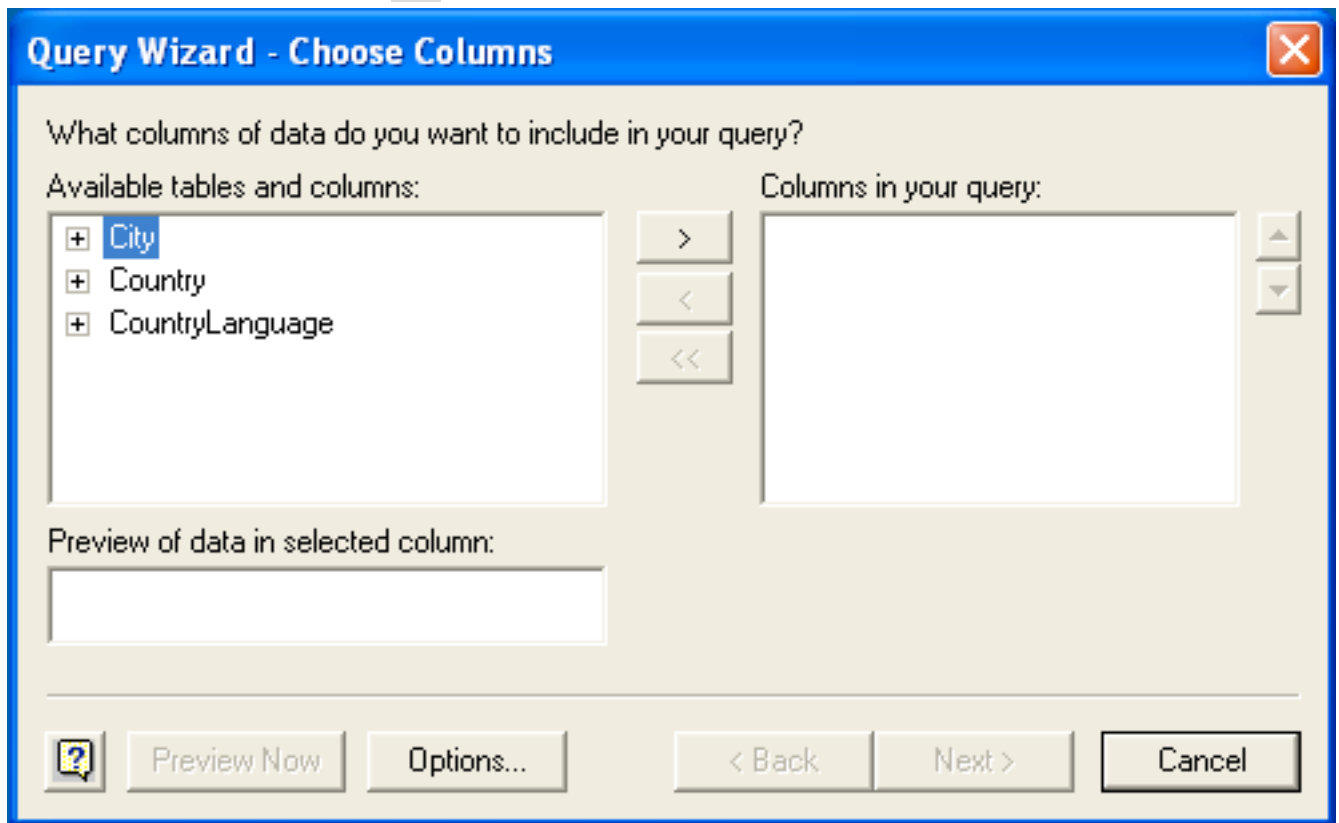 Query Wizard - Choose Columns
What columns of data do you want to include in your query?
Available tables and columns:
City
Country
CountryLanguage
>
<
<<
Columns in your query:
Preview of data in selected column:
?
Preview Now
Options...
< Back
Next >
Cancel